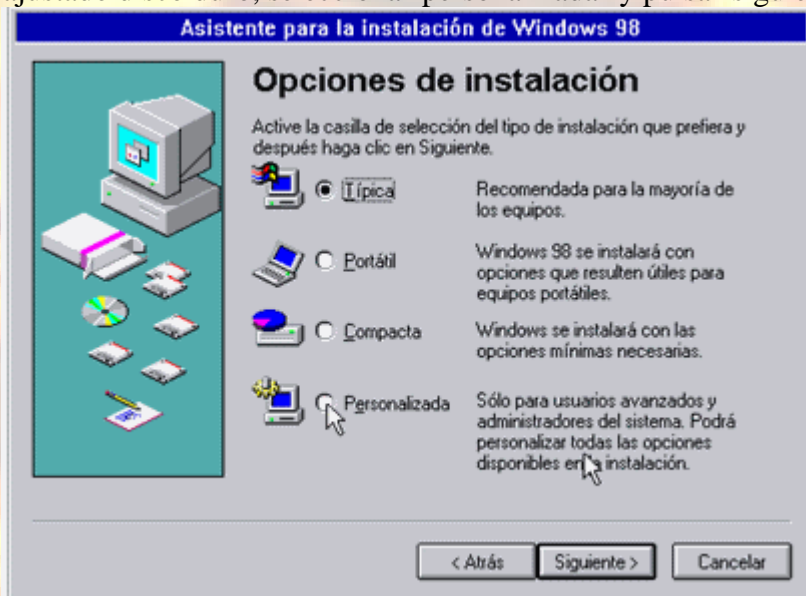 Asistente para la instalación de Windows 98
Opciones de instalación
Active la casilla de selección del tipo de instalación que prefiera y
después haga clic en Siguiente.
Típica
Recomendada para la mayoría de
los equipos.
Portátil
Windows 98 se instalará con
opciones que resulten útiles para
equipos portátiles.
Compacta
Windows se instalará con las
opciones mínimas necesarias.
Personalizada
Sólo para usuarios avanzados y
administradores del sistema. Podrá
personalizar todas las opciones
disponibles en la instalación.
< Atrás
Siguiente >
Cancelar